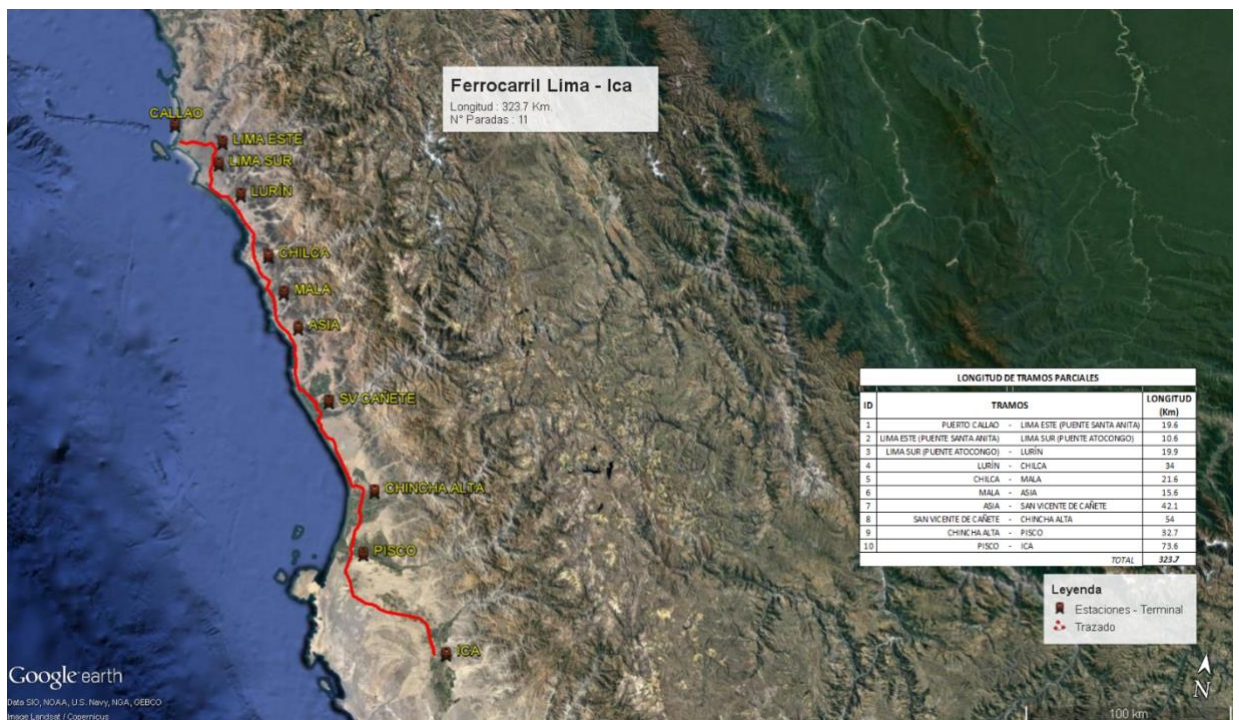 Ferrocarril Lima - Ica
Longitud : 323.7 Km.
N° Paradas : 11
CALLAO
LIMA ESTE
LIMA SUR
LURÍN
CHILCA
MALA
ASIA
SV CAÑETE
CHINCHA ALTA
PISCO
ICA
LONGITUD DE TRAMOS PARCIALES
ID TRAMOS LONGITUD (Km)
1 PUERTO CALLAO - LIMA ESTE (PUENTE SANTA ANITA) 19.6
2 LIMA ESTE (PUENTE SANTA ANITA) LIMA SUR (PUENTE ATOCONGO) 10.6
3 LIMA SUR (PUENTE ATOCONGO) - LURÍN 19.9
4 LURÍN - CHILCA 34
5 CHILCA - MALA 21.6
6 MALA - ASIA 15.6
7 ASIA - SAN VICENTE DE CAÑETE 42.1
8 SAN VICENTE DE CAÑETE - CHINCHA ALTA 54
9 CHINCHA ALTA - PISCO 32.7
10 PISCO - ICA 73.6
TOTAL 323.7
Leyenda
Estaciones - Terminal
Trazado
Google earth
Data SIO, NOAA, U.S. Navy, NGA, GEBCO
Image Landsat / Copernicus
N
100 km